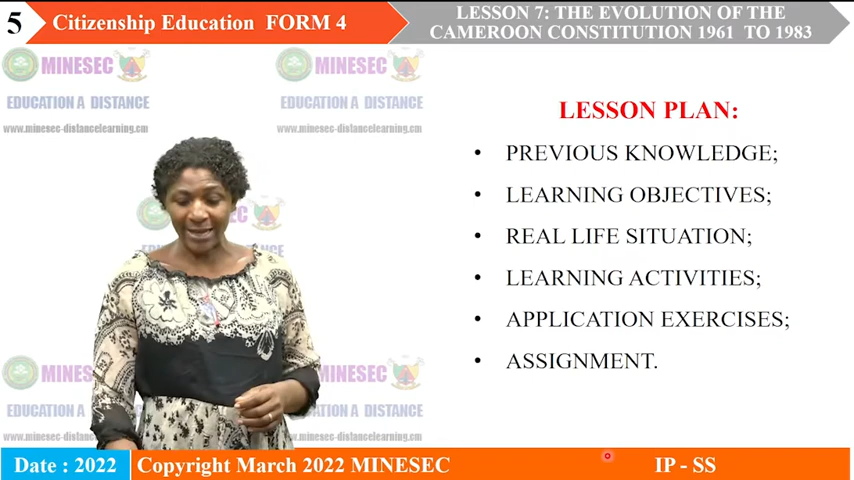 5
Citizenship Education FORM 4
LESSON 7: THE EVOLUTION OF THE
CAMEROON CONSTITUTION 1961 TO 1983
MINESEC
MINESEC
EDUCATION A DISTANCE
EDUCATION A DISTANCE
www.minesec-distancelearning.cm
www.minesec-distancelearning.cm
LESSON PLAN:
• PREVIOUS KNOWLEDGE;
• LEARNING OBJECTIVES;
• REAL LIFE SITUATION;
• LEARNING ACTIVITIES;
• APPLICATION EXERCISES;
• ASSIGNMENT.
MINES
MINESEC
EDUCATION
A DISTANCE
www.minesec-distan
www.minesec-distancelearning.cm
Date : 2022
Copyright March 2022 MINESEC
IP - SS